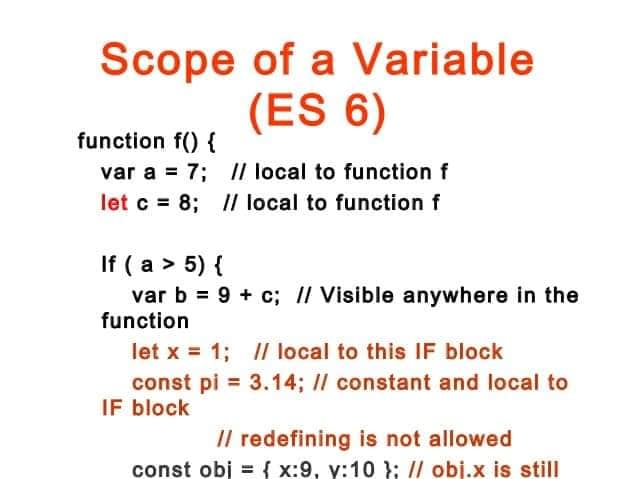 Scope of a Variable
(ES 6)
function f() {
var a = 7; // local to function f
let c = 8; // local to function f
If ( a > 5) {
var b = 9 + c; // Visible anywhere in the
function
let x = 1; // local to this IF block
const pi = 3.14; // constant and local to
IF block
// redefining is not allowed
const obj = { x:9, y:10 }; // obj.x is still